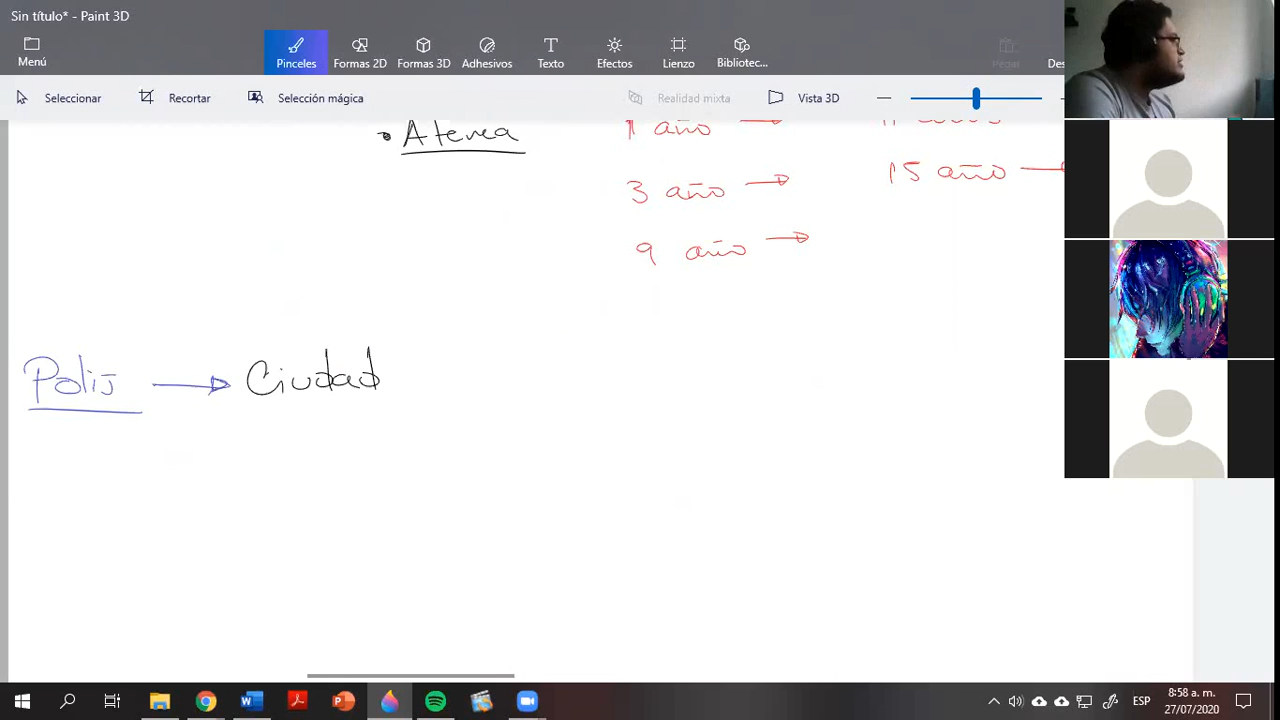 Sin título* - Paint 3D
Menú
Pinceles
Formas 2D
Formas 3D
Adhesivos
Texto
Efectos
Lienzo
Bibliotec...
Pegar
Seleccionar
Recortar
Selección mágica
Realidad mixta
Vista 3D
• Atenea
1 año →
3 año →
15 año →
9 año →
Polis → Ciudad
ESP
8:58 a. m.
27/07/2020